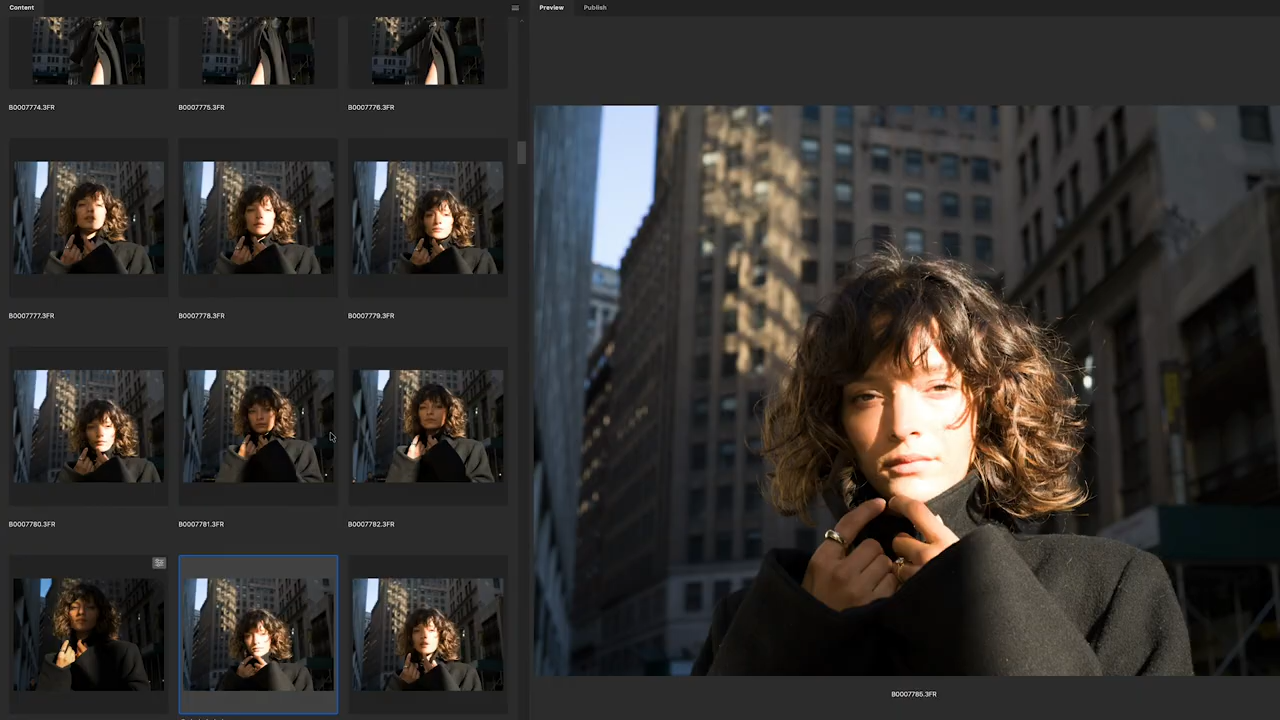 Content
Preview
Publish
B0007774.3FR
B0007775.3FR
B0007776.3FR
B0007777.3FR
B0007778.3FR
B0007779.3FR
B0007780.3FR
B0007781.3FR
B0007782.3FR
B0007785.3FR